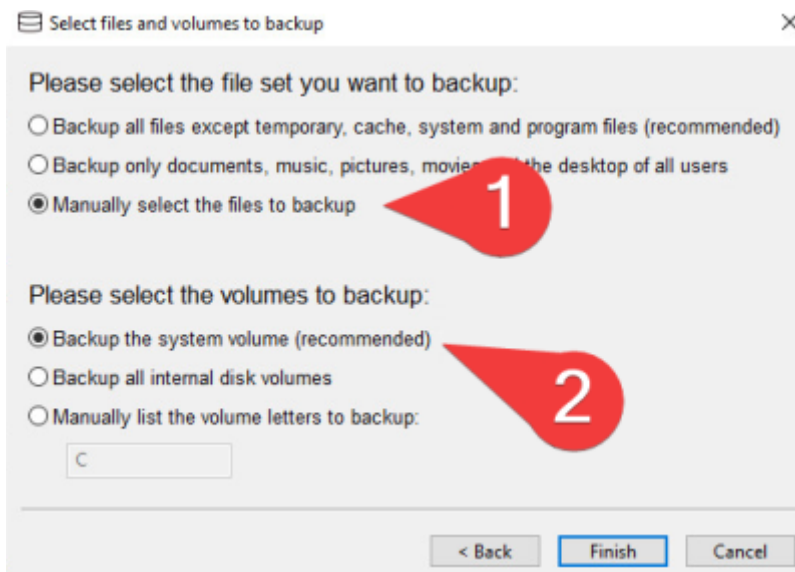 Select files and volumes to backup
Please select the file set you want to backup:
Backup all files except temporary, cache, system and program files (recommended)
Backup only documents, music, pictures, movies the desktop of all users
Manually select the files to backup
1
Please select the volumes to backup:
Backup the system volume (recommended)
Backup all internal disk volumes
2
Manually list the volume letters to backup:
C
< Back Finish Cancel